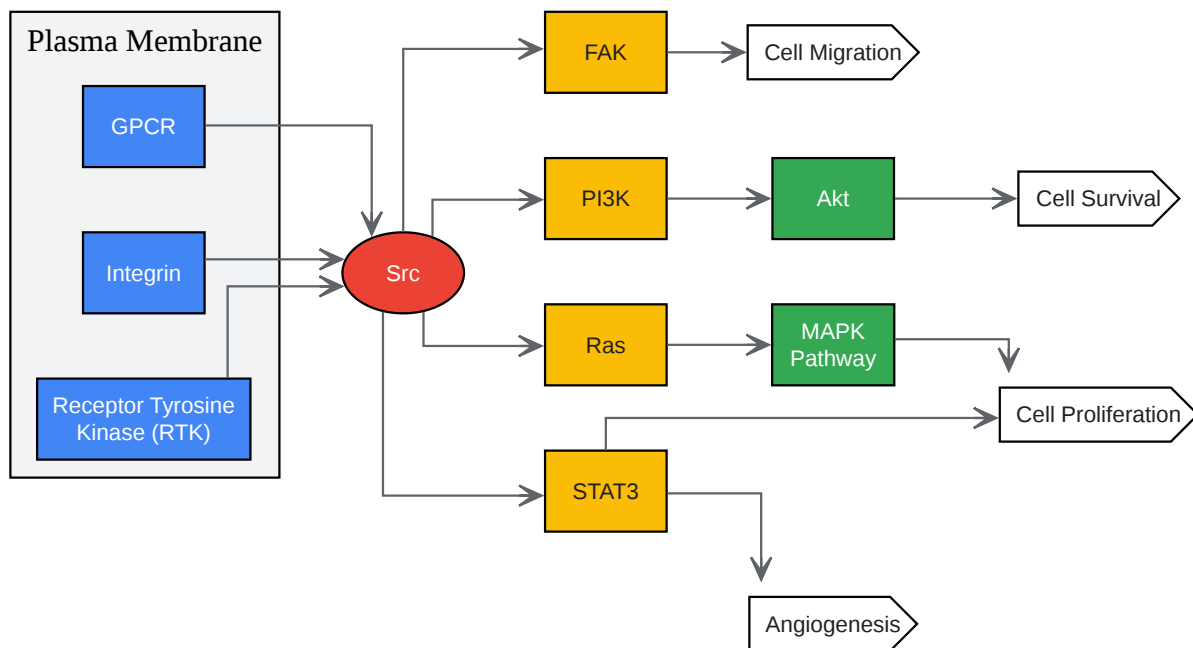 Plasma Membrane
GPCR
Integrin
Receptor Tyrosine
Kinase (RTK)
Src
FAK
Cell Migration
PI3K
Akt
Cell Survival
Ras
MAPK
Pathway
Cell Proliferation
STAT3
Angiogenesis